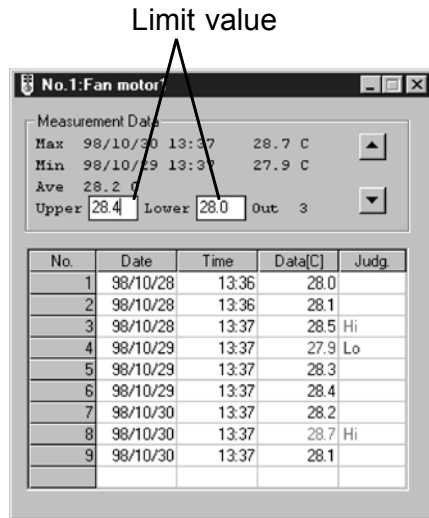 Limit value
No.1:Fan motor1
Measurement Data
Max 98/10/30 13:37 28.7 C
Min 98/10/29 13:37 27.9 C
Ave 28.2 C
Upper 28.4 Lower 28.0 Out 3
No. Date Time Data[C] Judg.
1 98/10/28 13:36 28.0
2 98/10/28 13:36 28.1
3 98/10/28 13:37 28.5 Hi
4 98/10/29 13:37 27.9 Lo
5 98/10/29 13:37 28.3
6 98/10/29 13:37 28.4
7 98/10/30 13:37 28.2
8 98/10/30 13:37 28.7 Hi
9 98/10/30 13:37 28.1